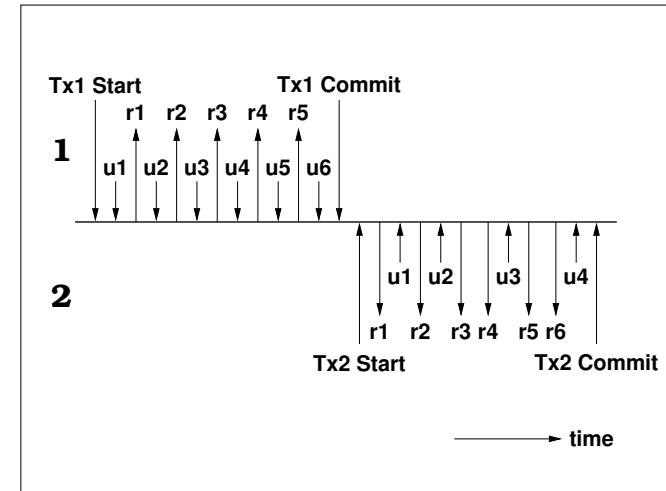 Tx1 Start Tx1 Commit
r1 r2 r3 r4 r5
1
u1 u2 u3 u4 u5 u6
u1 u2 u3 u4
2
r1 r2 r3 r4 r5 r6
Tx2 Start Tx2 Commit
time